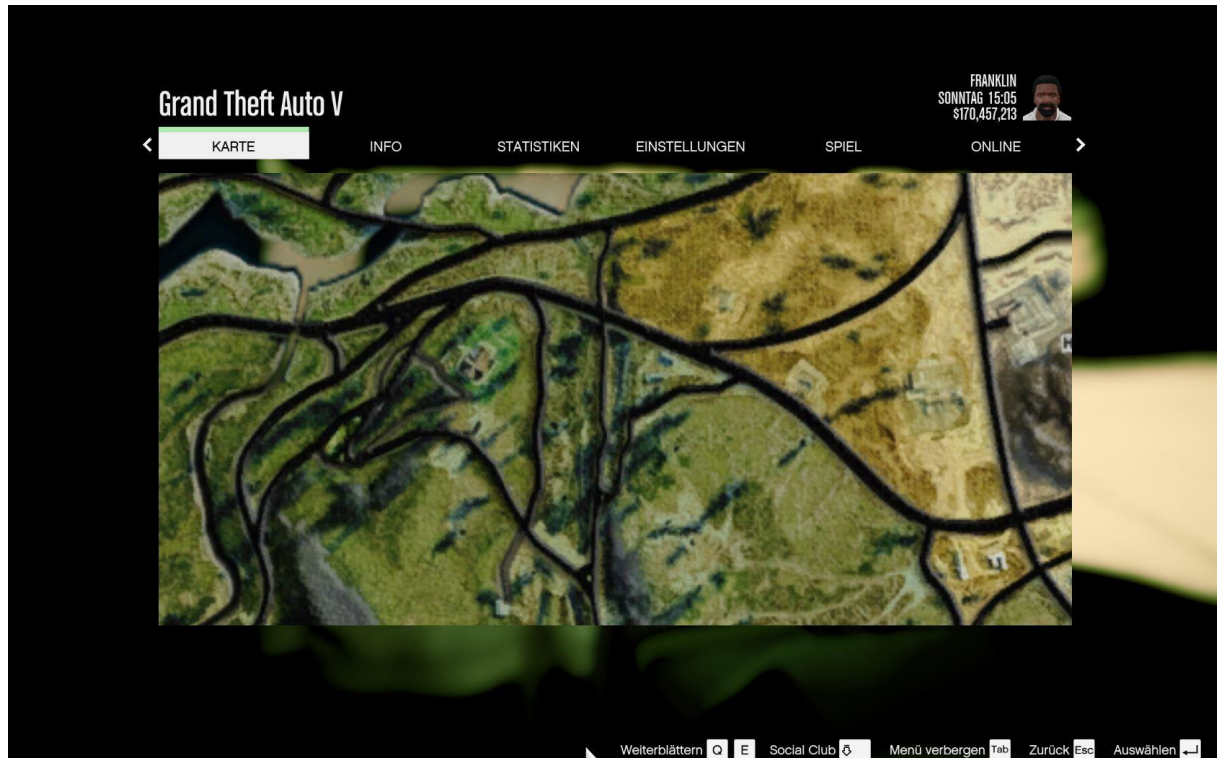 Grand Theft Auto V
FRANKLIN
SONNTAG 15:05
$170,457,213
KARTE INFO STATISTIKEN EINSTELLUNGEN SPIEL ONLINE
H
Weiterblättern Q E Social Club Menü verbergen Tab Zurück Esc Auswählen